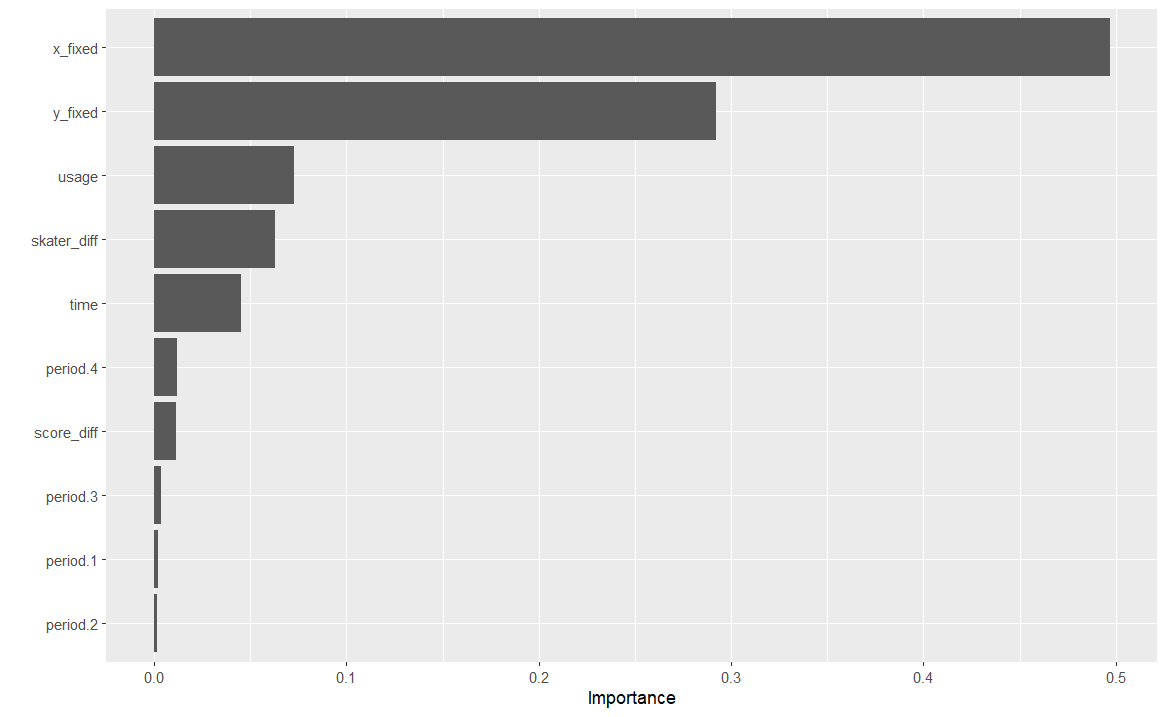 x_fixed
y_fixed
usage
skater_diff
time
period.4
score_diff
period.3
period.1
period.2
0.0 0.1 0.2 0.3 0.4 0.5
Importance